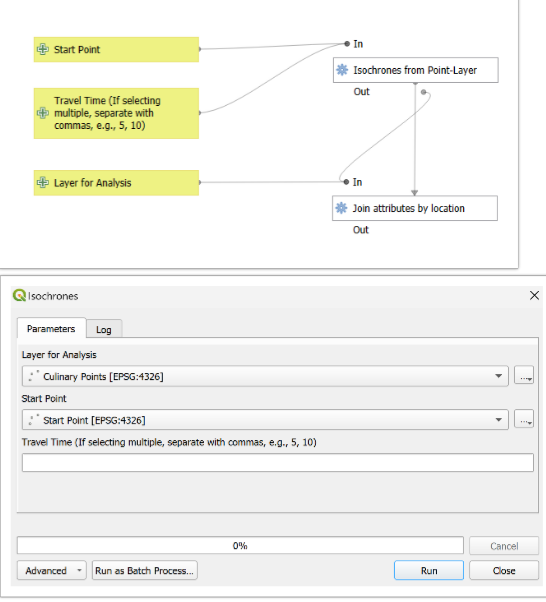 Start Point
In
Isochrones from Point-Layer
Out
Travel Time (If selecting
multiple, separate with
commas, e.g., 5, 10)
Layer for Analysis
In
Join attributes by location
Out
Isochrones
Parameters
Log
Layer for Analysis
Culinary Points [EPSG:4326]
...
Start Point
Start Point [EPSG:4326]
...
Travel Time (If selecting multiple, separate with commas, e.g., 5, 10)
0%
Cancel
Advanced
Run as Batch Process...
Run
Close